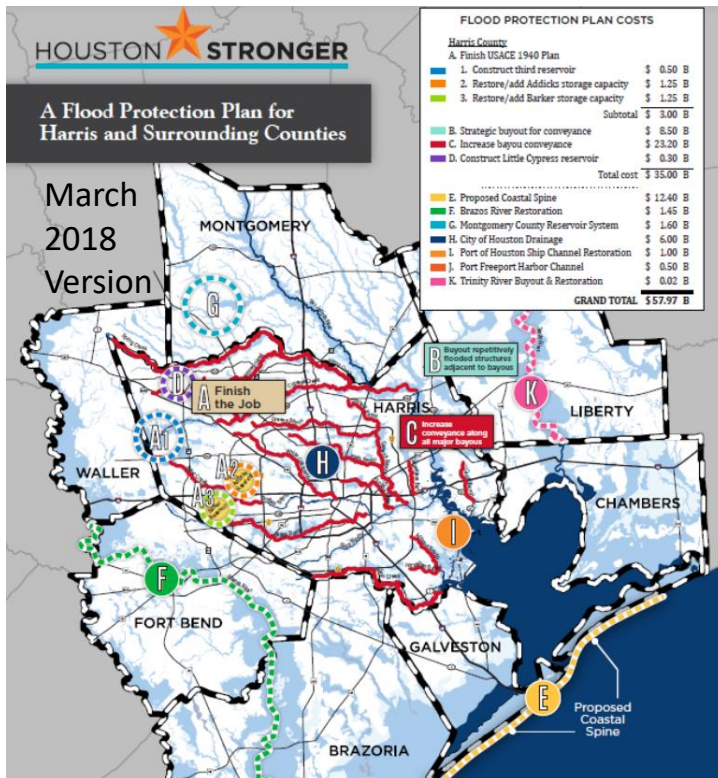 HOUSTON STRONGER
A Flood Protection Plan for
Harris and Surrounding Counties
March
2018
Version
FLOOD PROTECTION PLAN COSTS
Harris County
A. Finish USACE 1940 Plan
1. Construct third reservoir $ 0.50 B
2. Restore/add Addicks storage capacity $ 1.25 B
3. Restore/add Barker storage capacity $ 1.25 B
Subtotal $ 3.00 B
B. Strategic buyout for conveyance $ 8.50 B
C. Increase bayou conveyance $ 23.20 B
D. Construct Little Cypress reservoir $ 0.30 B
Total cost $ 35.00 B
E. Proposed Coastal Spine $ 12.40 B
F. Brazos River Restoration $ 1.45 B
G. Montgomery County Reservoir System $ 1.60 B
H. City of Houston Drainage $ 6.00 B
I. Port of Houston Ship Channel Restoration $ 1.00 B
J. Port Freeport Harbor Channel $ 0.50 B
K. Trinity River Buyout & Restoration $ 0.02 B
GRAND TOTAL $ 57.97 B
MONTGOMERY
G
B Buyout repetitively
flooded structures
adjacent to bayous
D
A Finish
the Job
K
HARRIS
LIBERTY
C Increase
conveyance along
all major bayous
A1
H
WALLER
A2
A3
CHAMBERS
I
F
FORT BEND
GALVESTON
E
Proposed
Coastal
Spine
BRAZORIA